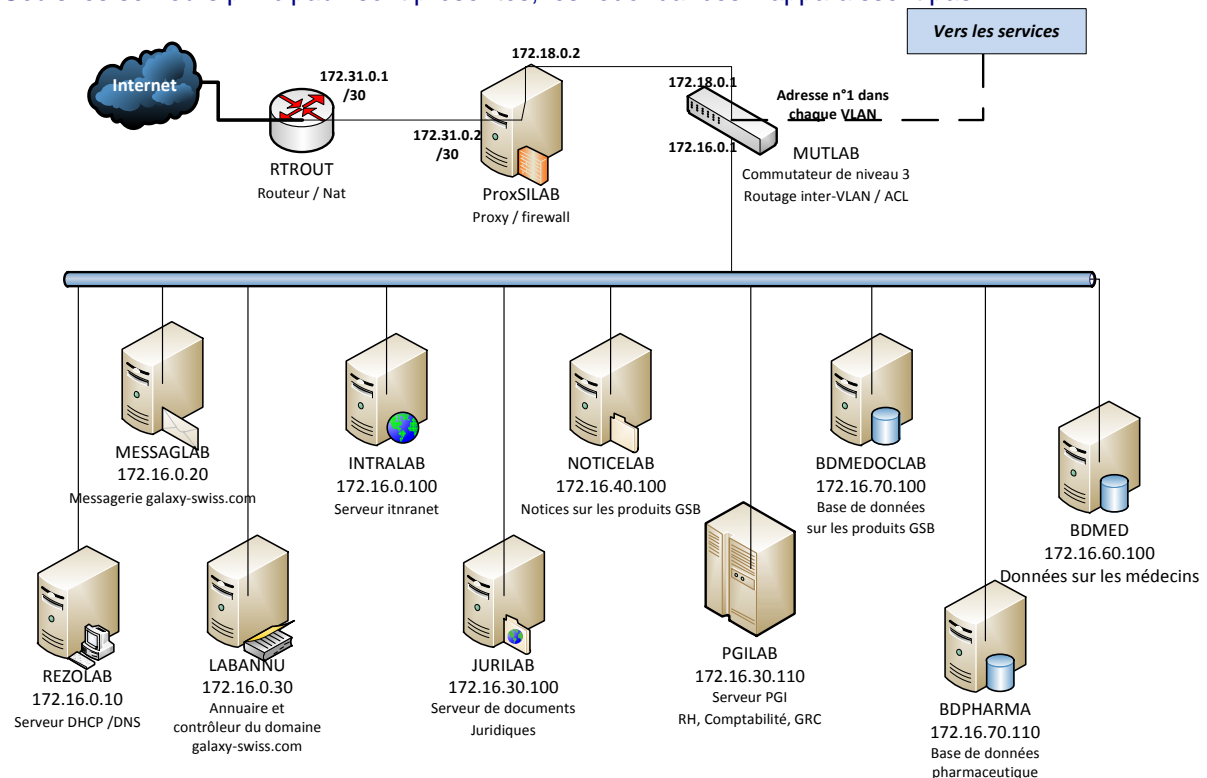 Vers les services
Internet
172.31.0.1
/30
172.18.0.2
172.18.0.1
Adresse n°1 dans
chaque VLAN
172.31.0.2
/30
172.16.0.1
RTROUT
Routeur / Nat
ProxSILAB
Proxy / firewall
MUTLAB
Commutateur de niveau 3
Routage inter-VLAN / ACL
MESSAGLAB
172.16.0.20
Messagerie galaxy-swiss.com
INTRALAB
172.16.0.100
Serveur itnranet
NOTICELAB
172.16.40.100
Notices sur les produits GSB
BDMEDOCLAB
172.16.70.100
Base de données
sur les produits GSB
BDMED
172.16.60.100
Données sur les médecins
REZOLAB
172.16.0.10
Serveur DHCP /DNS
LABANNU
172.16.0.30
Annuaire et
contrôleur du domaine
galaxy-swiss.com
JURILAB
172.16.30.100
Serveur de documents
Juridiques
PGILAB
172.16.30.110
Serveur PGI
RH, Comptabilité, GRC
BDPHARMA
172.16.70.110
Base de données
pharmaceutique